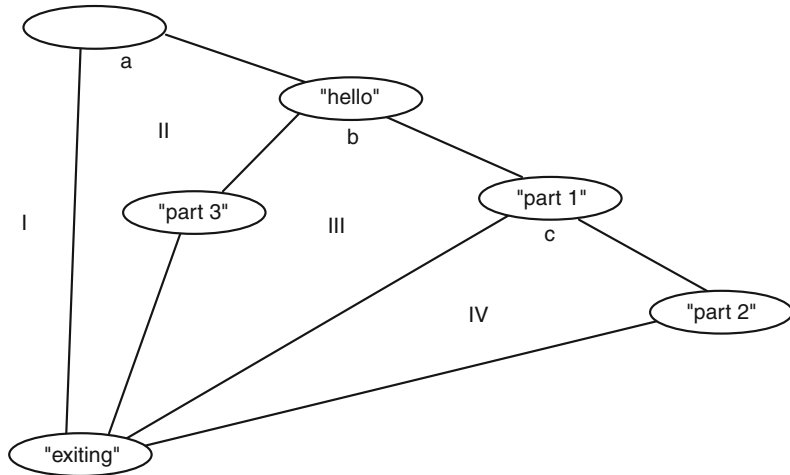 a
"hello"
II
b
"part 3"
"part 1"
I
III
c
IV
"part 2"
"exiting"